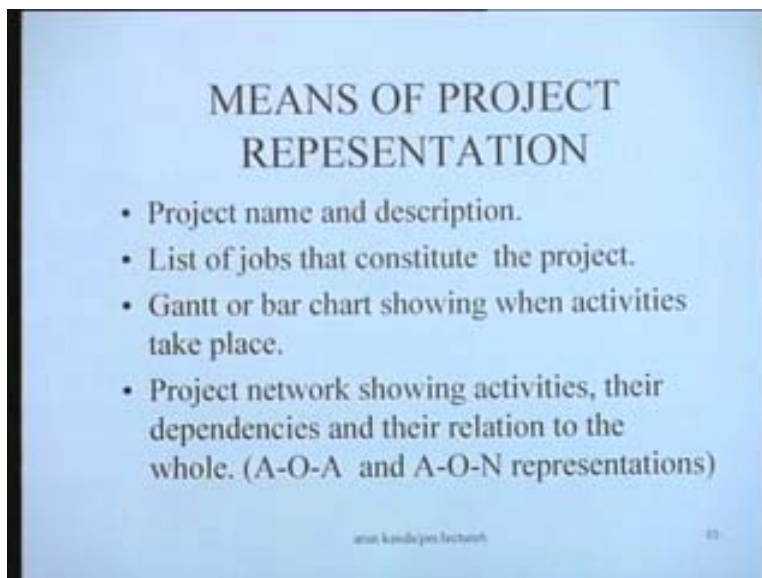 MEANS OF PROJECT
REPESENTATION
• Project name and description.
• List of jobs that constitute the project.
• Gantt or bar chart showing when activities
take place.
• Project network showing activities, their
dependencies and their relation to the
whole. (A-O-A and A-O-N representations)